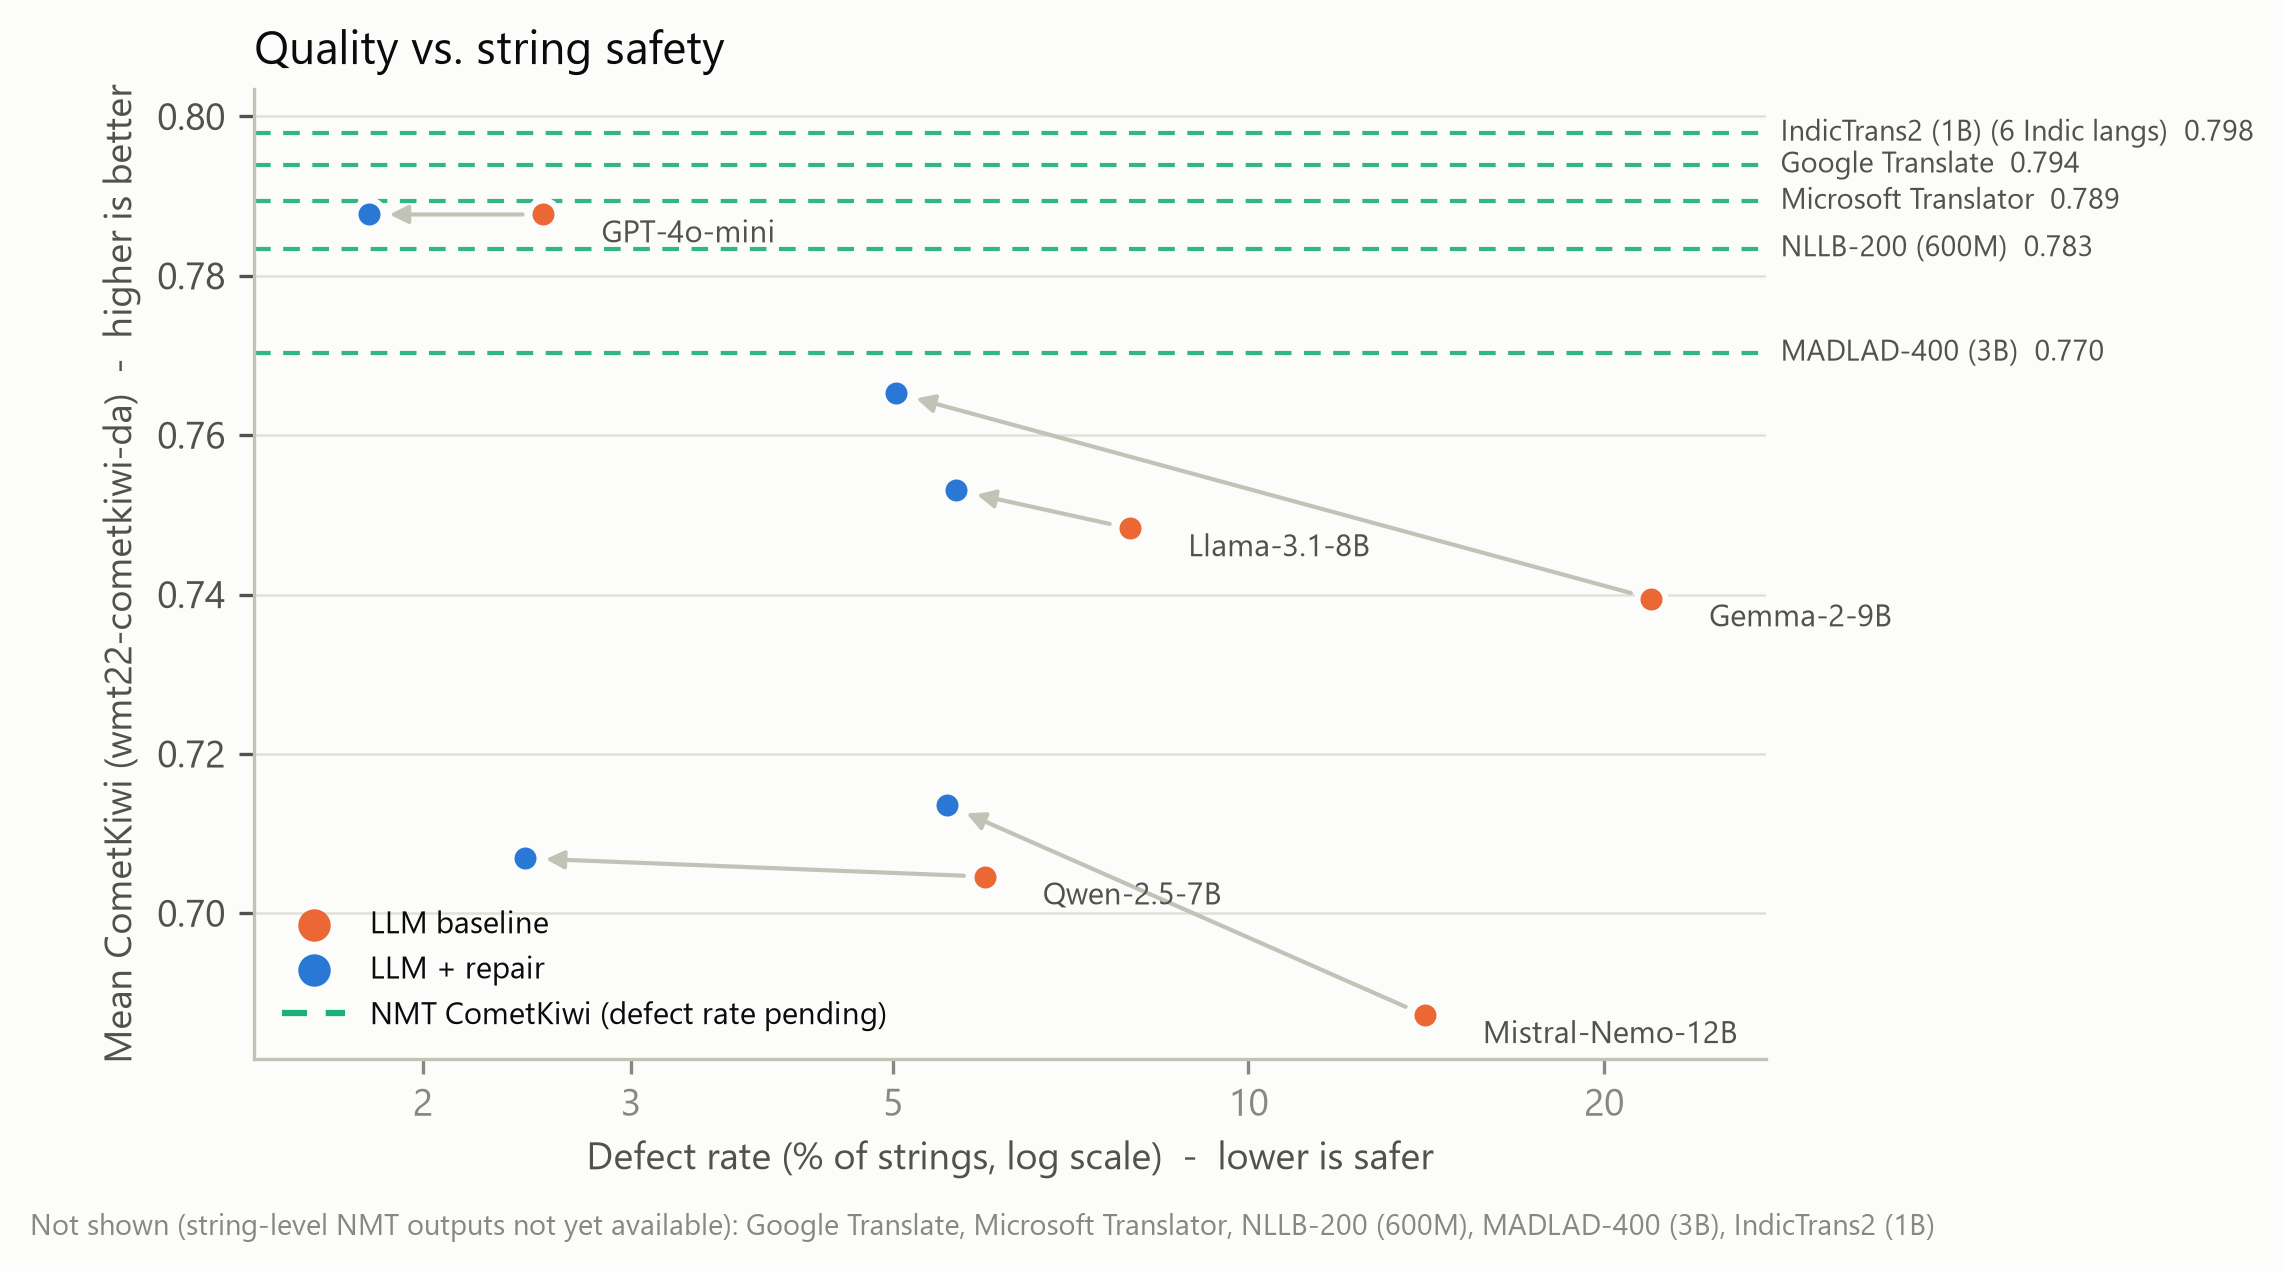 Quality vs. string safety
Mean CometKiwi (wmt22-cometkiwi-da)  -  higher is better
0.80
0.78
0.76
0.74
0.72
0.70
IndicTrans2 (1B) (6 Indic langs)  0.798
Google Translate  0.794
Microsoft Translator  0.789
NLLB-200 (600M)  0.783
MADLAD-400 (3B)  0.770
GPT-4o-mini
Llama-3.1-8B
Gemma-2-9B
Qwen-2.5-7B
Mistral-Nemo-12B
LLM baseline
LLM + repair
NMT CometKiwi (defect rate pending)
2 3 5 10 20
Defect rate (% of strings, log scale)  -  lower is safer
Not shown (string-level NMT outputs not yet available): Google Translate, Microsoft Translator, NLLB-200 (600M), MADLAD-400 (3B), IndicTrans2 (1B)